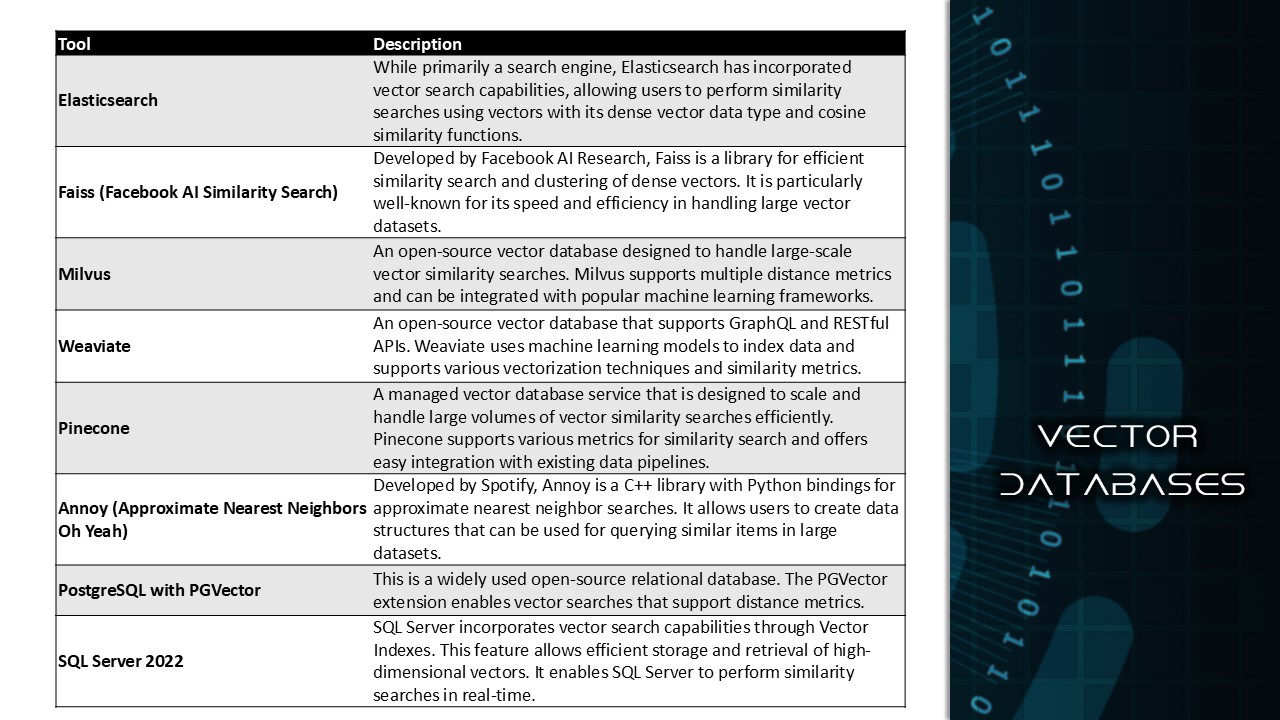 Tool Description
Elasticsearch
While primarily a search engine, Elasticsearch has incorporated
vector search capabilities, allowing users to perform similarity
searches using vectors with its dense vector data type and cosine
similarity functions.
Faiss (Facebook AI Similarity Search)
Developed by Facebook AI Research, Faiss is a library for efficient
similarity search and clustering of dense vectors. It is particularly
well-known for its speed and efficiency in handling large vector
datasets.
Milvus
An open-source vector database designed to handle large-scale
vector similarity searches. Milvus supports multiple distance metrics
and can be integrated with popular machine learning frameworks.
Weaviate
An open-source vector database that supports GraphQL and RESTful
APIs. Weaviate uses machine learning models to index data and
supports various vectorization techniques and similarity metrics.
Pinecone
A managed vector database service that is designed to scale and
handle large volumes of vector similarity searches efficiently.
Pinecone supports various metrics for similarity search and offers
easy integration with existing data pipelines.
Annoy (Approximate Nearest Neighbors
Oh Yeah)
Developed by Spotify, Annoy is a C++ library with Python bindings for
approximate nearest neighbor searches. It allows users to create data
structures that can be used for querying similar items in large
datasets.
PostgreSQL with PGVector
This is a widely used open-source relational database. The PGVector
extension enables vector searches that support distance metrics.
SQL Server 2022
SQL Server incorporates vector search capabilities through Vector
Indexes. This feature allows efficient storage and retrieval of high-
dimensional vectors. It enables SQL Server to perform similarity
searches in real-time.
VECTOR
DATABASES